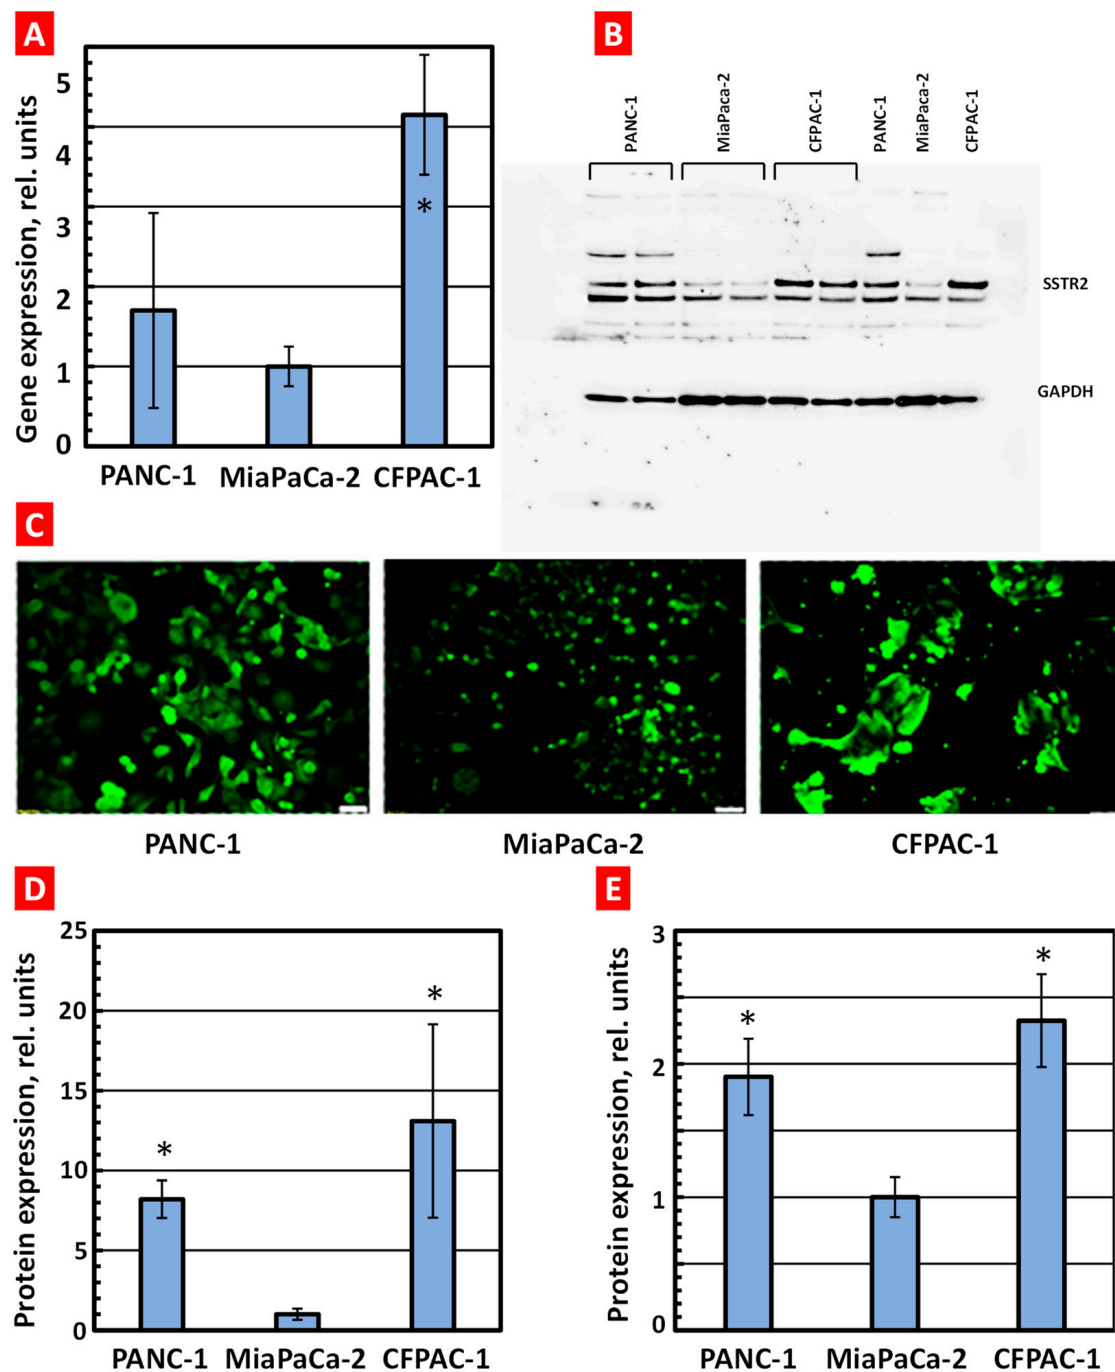 A
Gene expression, rel. units
5
4
3
2
1
0
PANC-1 MiaPaCa-2 CFPAC-1
B
PANC-1 MiaPaca-2 CFPAC-1 PANC-1 MiaPaca-2 CFPAC-1
SSTR2
GAPDH
C
PANC-1 MiaPaCa-2 CFPAC-1
D
Protein expression, rel. units
25
20
15
10
5
0
*
*
PANC-1 MiaPaCa-2 CFPAC-1
E
Protein expression, rel. units
3
2
1
0
*
*
PANC-1 MiaPaCa-2 CFPAC-1